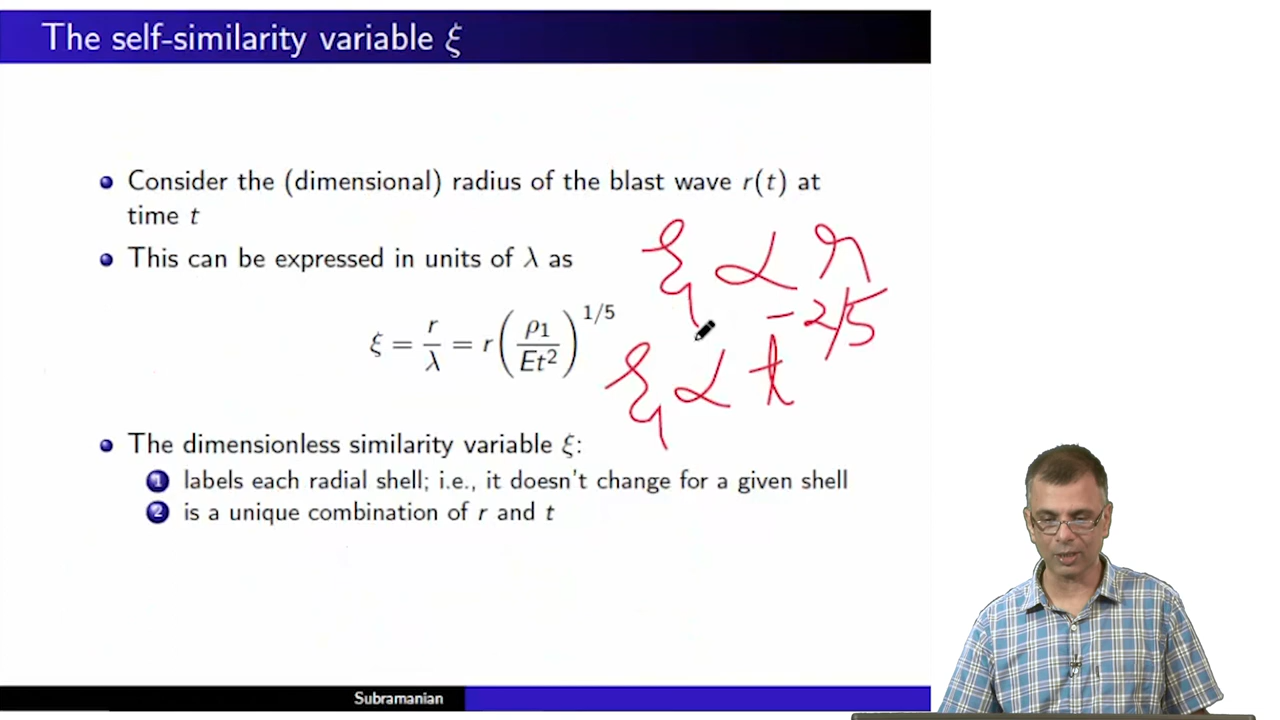 The self-similarity variable ξ
Consider the (dimensional) radius of the blast wave r(t) at
time t
This can be expressed in units of λ as
ξ = r/λ = r(ρ₁/Et²)^1/5
ξ ∝ r
ξ ∝ t^-2/5
The dimensionless similarity variable ξ:
1 labels each radial shell; i.e., it doesn't change for a given shell
2 is a unique combination of r and t
Subramanian